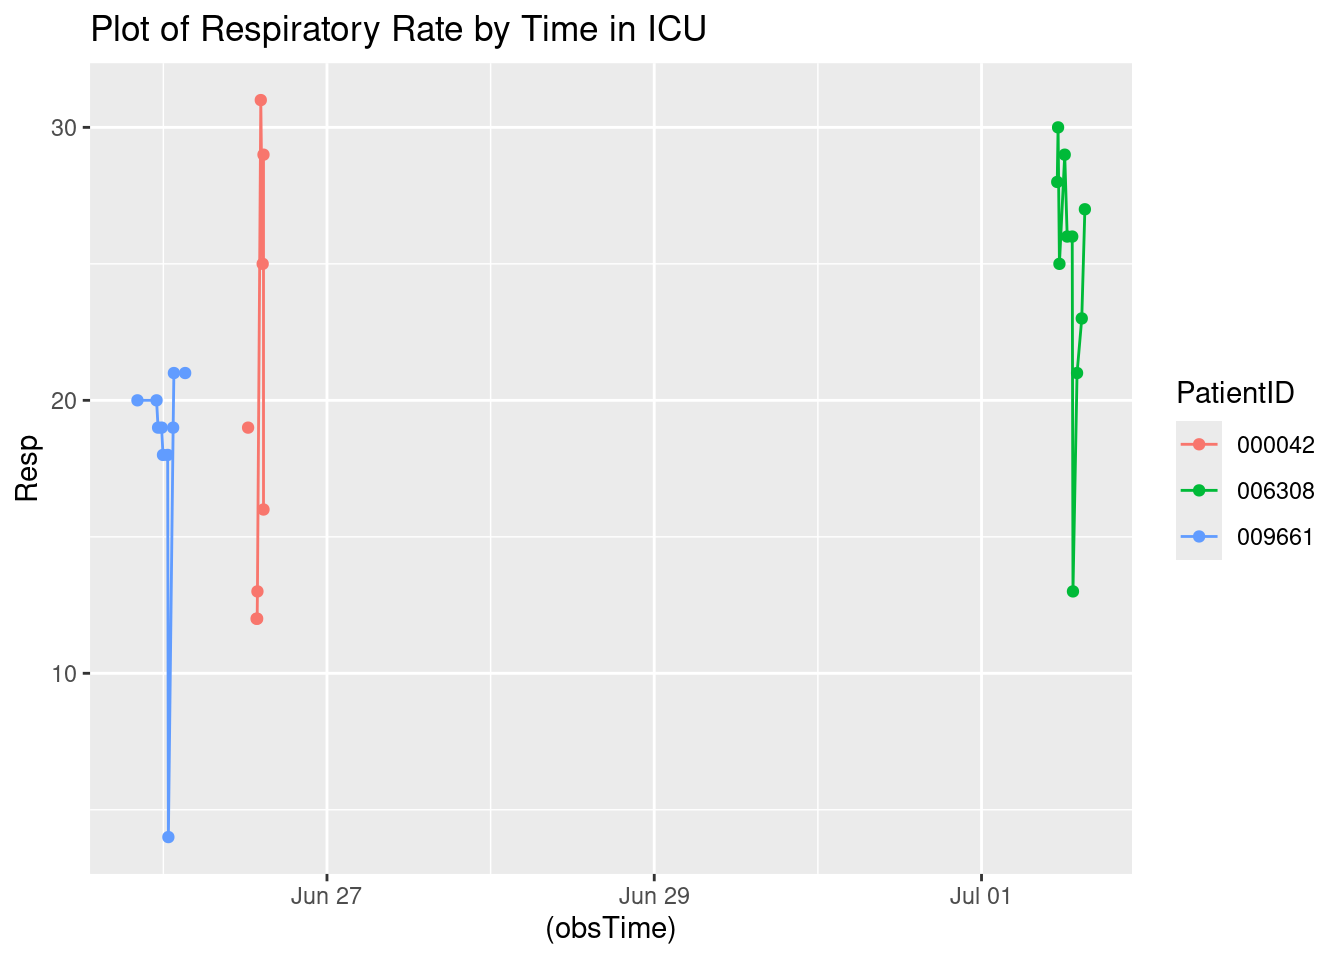 Plot of Respiratory Rate by Time in ICU
30
20
10
Resp
Jun 27
Jun 29
Jul 01
(obsTime)
PatientID
000042
006308
009661